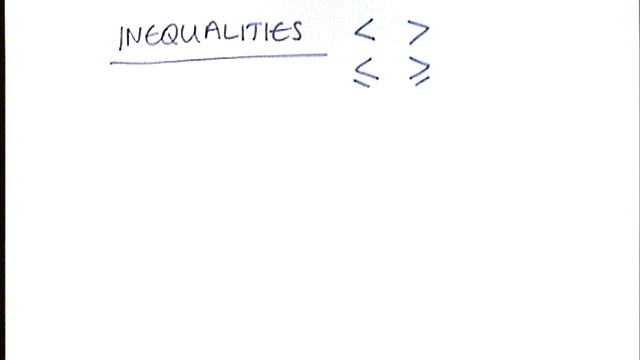 INEQUALITIES < >
⩽ ⩾